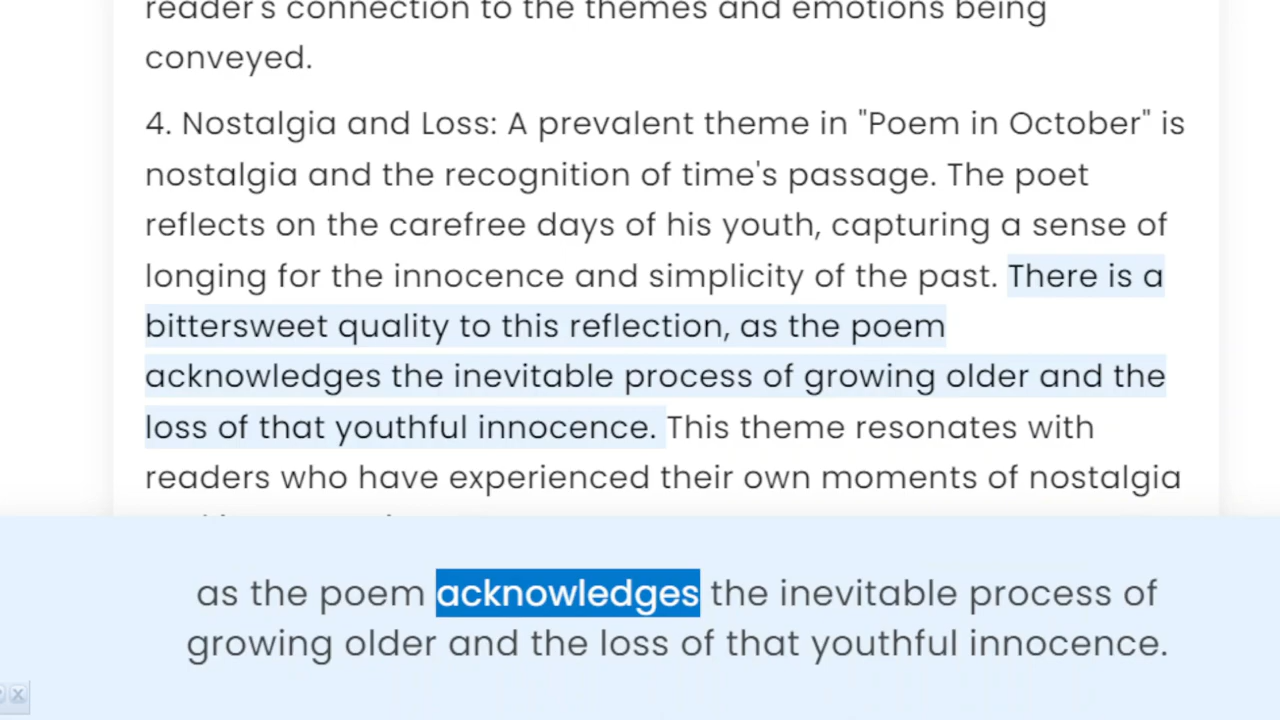 reader's connection to the themes and emotions being
conveyed.
4. Nostalgia and Loss: A prevalent theme in "Poem in October" is
nostalgia and the recognition of time's passage. The poet
reflects on the carefree days of his youth, capturing a sense of
longing for the innocence and simplicity of the past. There is a
bittersweet quality to this reflection, as the poem
acknowledges the inevitable process of growing older and the
loss of that youthful innocence. This theme resonates with
readers who have experienced their own moments of nostalgia
as the poem acknowledges the inevitable process of
growing older and the loss of that youthful innocence.